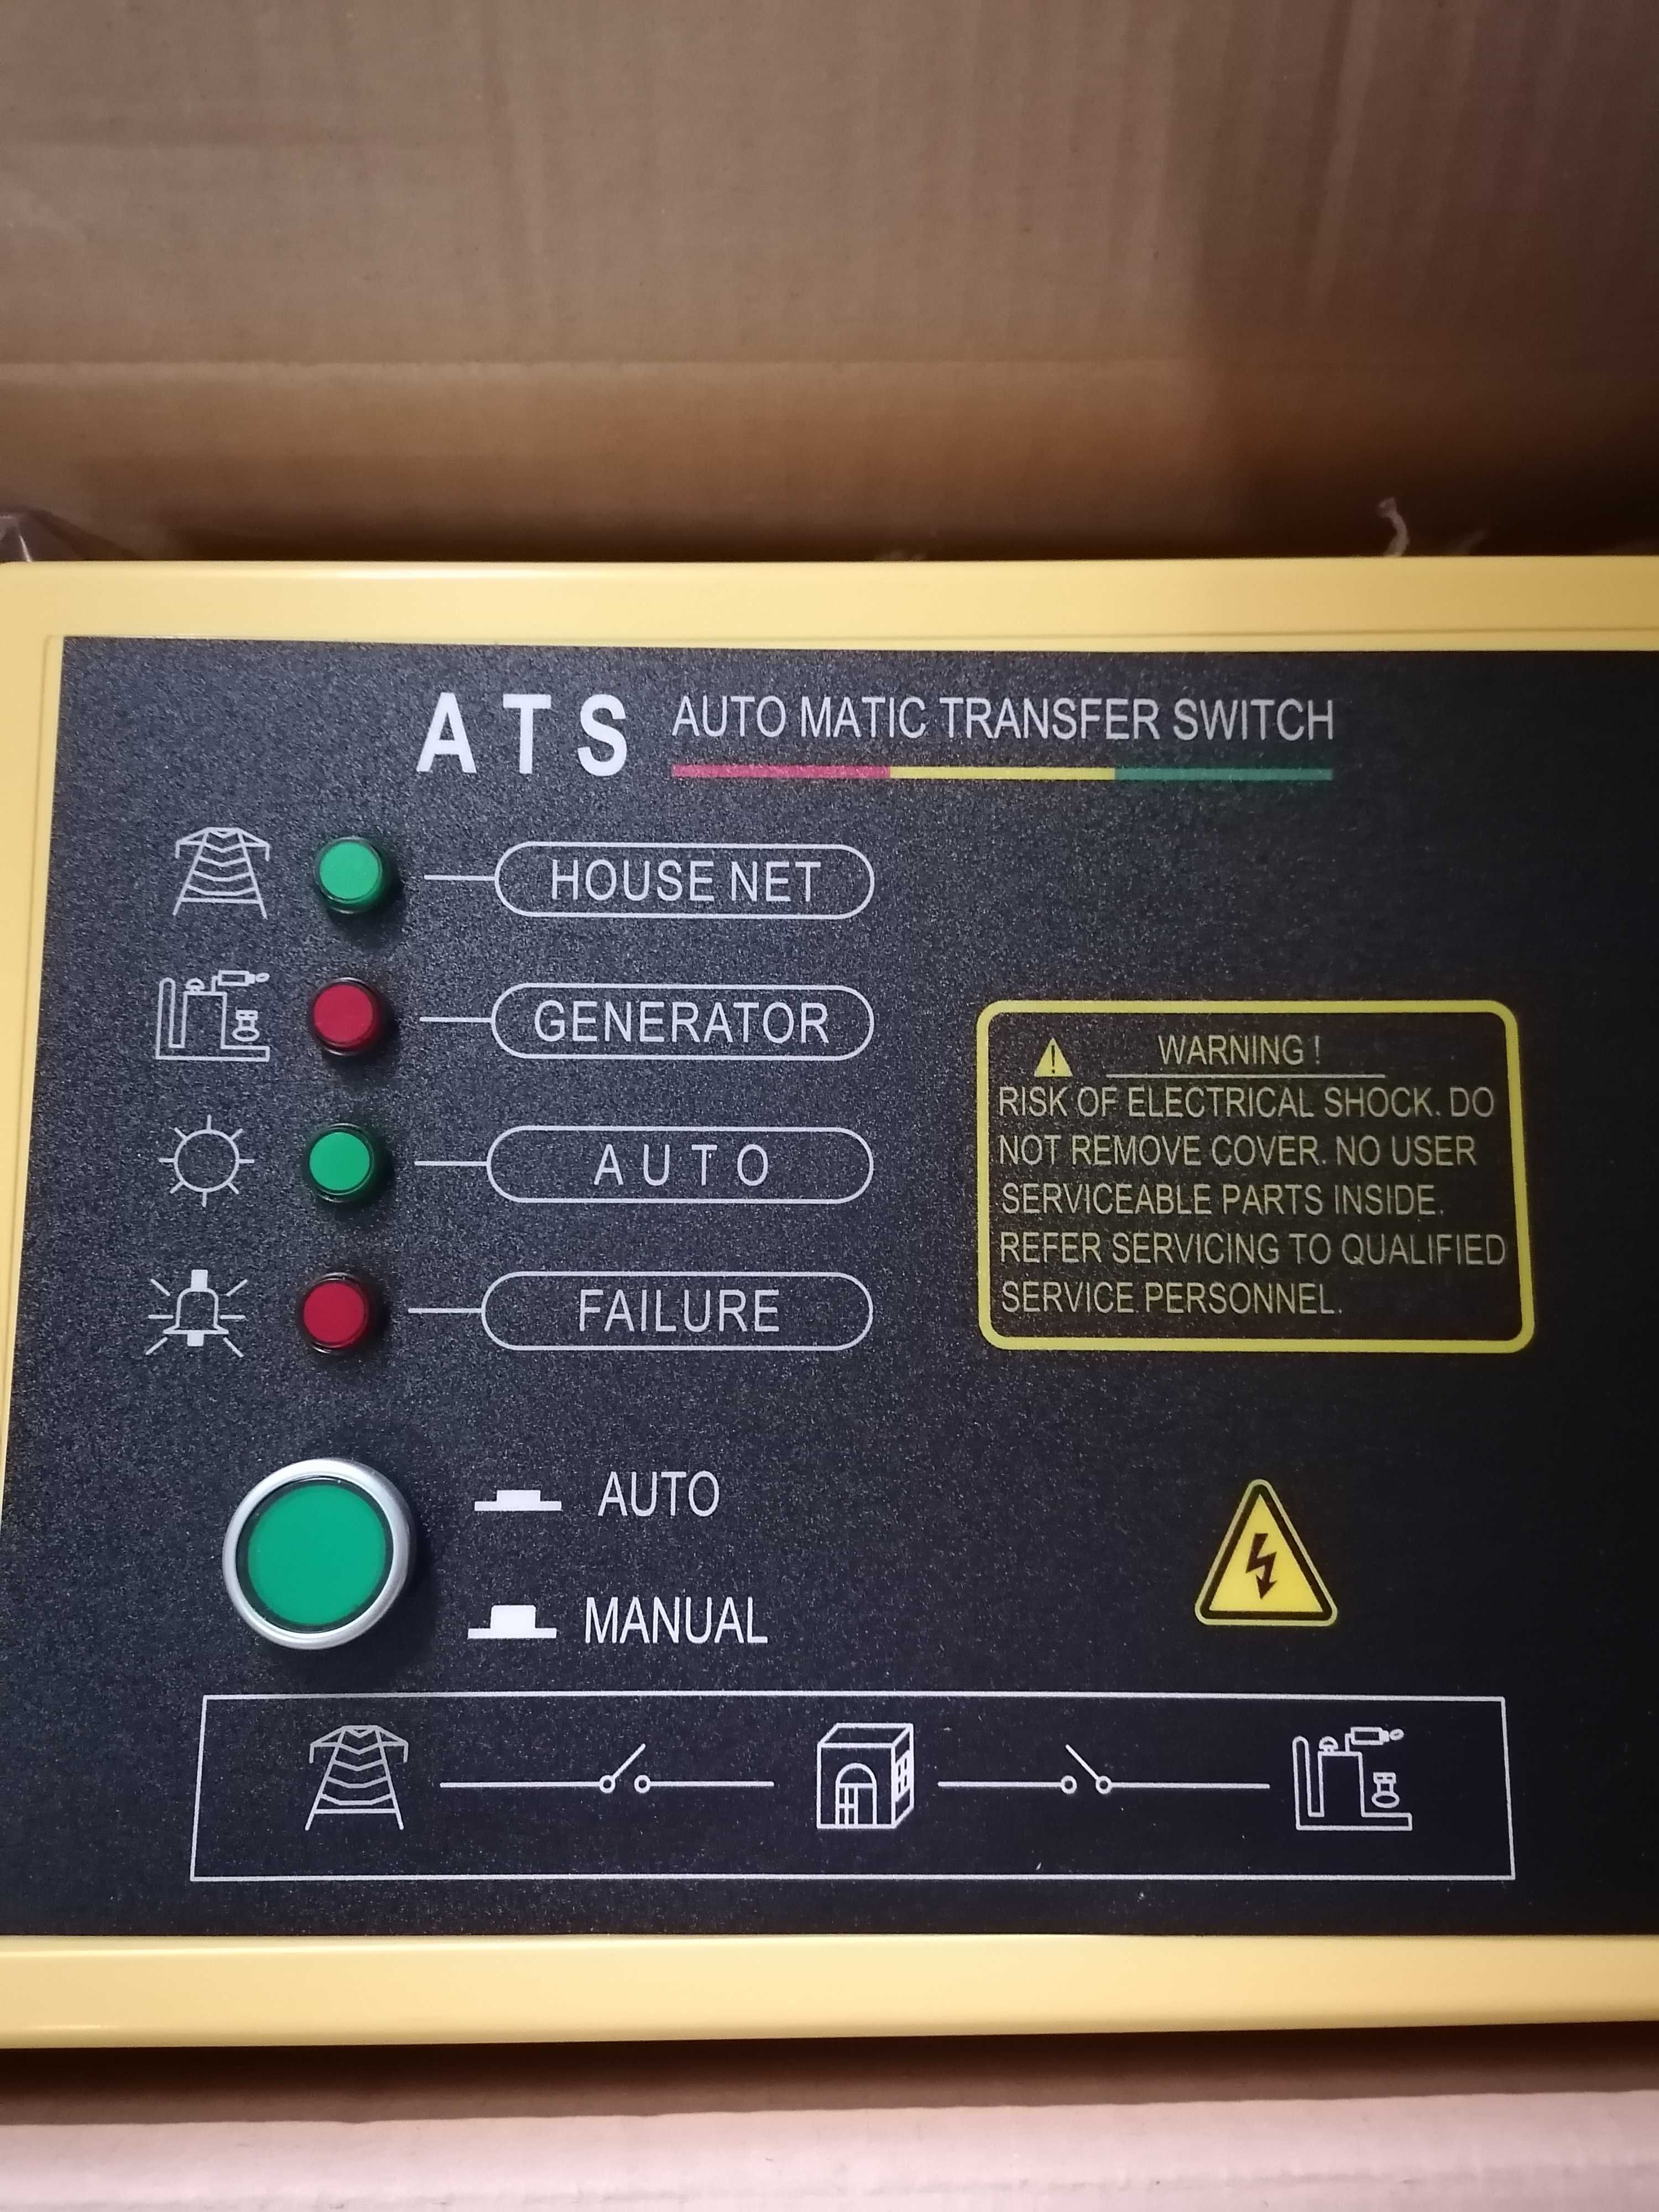 ATS AUTO MATIC TRANSFER SWITCH
HOUSE NET
GENERATOR
AUTO
FAILURE
WARNING !
RISK OF ELECTRICAL SHOCK. DO
NOT REMOVE COVER. NO USER
SERVICEABLE PARTS INSIDE.
REFER SERVICING TO QUALIFIED
SERVICE PERSONNEL.
AUTO
MANUAL